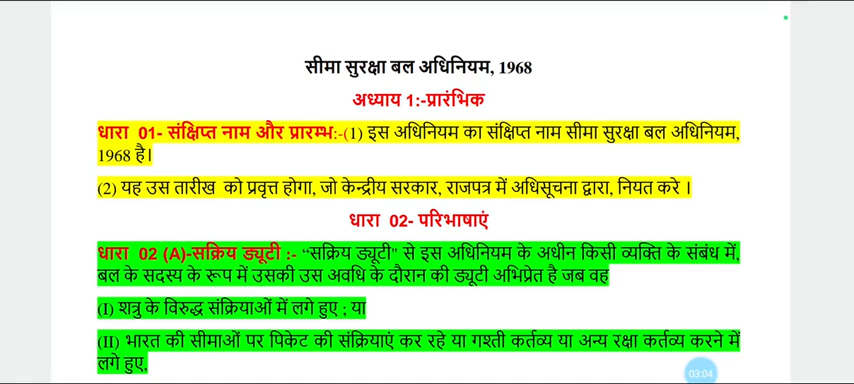 सीमा सुरक्षा बल अधिनियम, 1968
अध्याय 1:-प्रारंभिक
धारा 01- संक्षिप्त नाम और प्रारम्भ:-(1) इस अधिनियम का संक्षिप्त नाम सीमा सुरक्षा बल अधिनियम,
1968 है।
(2) यह उस तारीख को प्रवृत्त होगा, जो केन्द्रीय सरकार, राजपत्र में अधिसूचना द्वारा, नियत करे ।
धारा 02- परिभाषाएं
धारा 02 (A)-सक्रिय ड्यूटी :- “सक्रिय ड्यूटी" से इस अधिनियम के अधीन किसी व्यक्ति के संबंध में,
बल के सदस्य के रूप में उसकी उस अवधि के दौरान की ड्यूटी अभिप्रेत है जब वह
(I) शत्रु के विरुद्ध संक्रियाओं में लगे हुए ; या
(II) भारत की सीमाओं पर पिकेट की संक्रियाएं कर रहे या गश्ती कर्तव्य या अन्य रक्षा कर्तव्य करने में
लगे हुए,
03:04